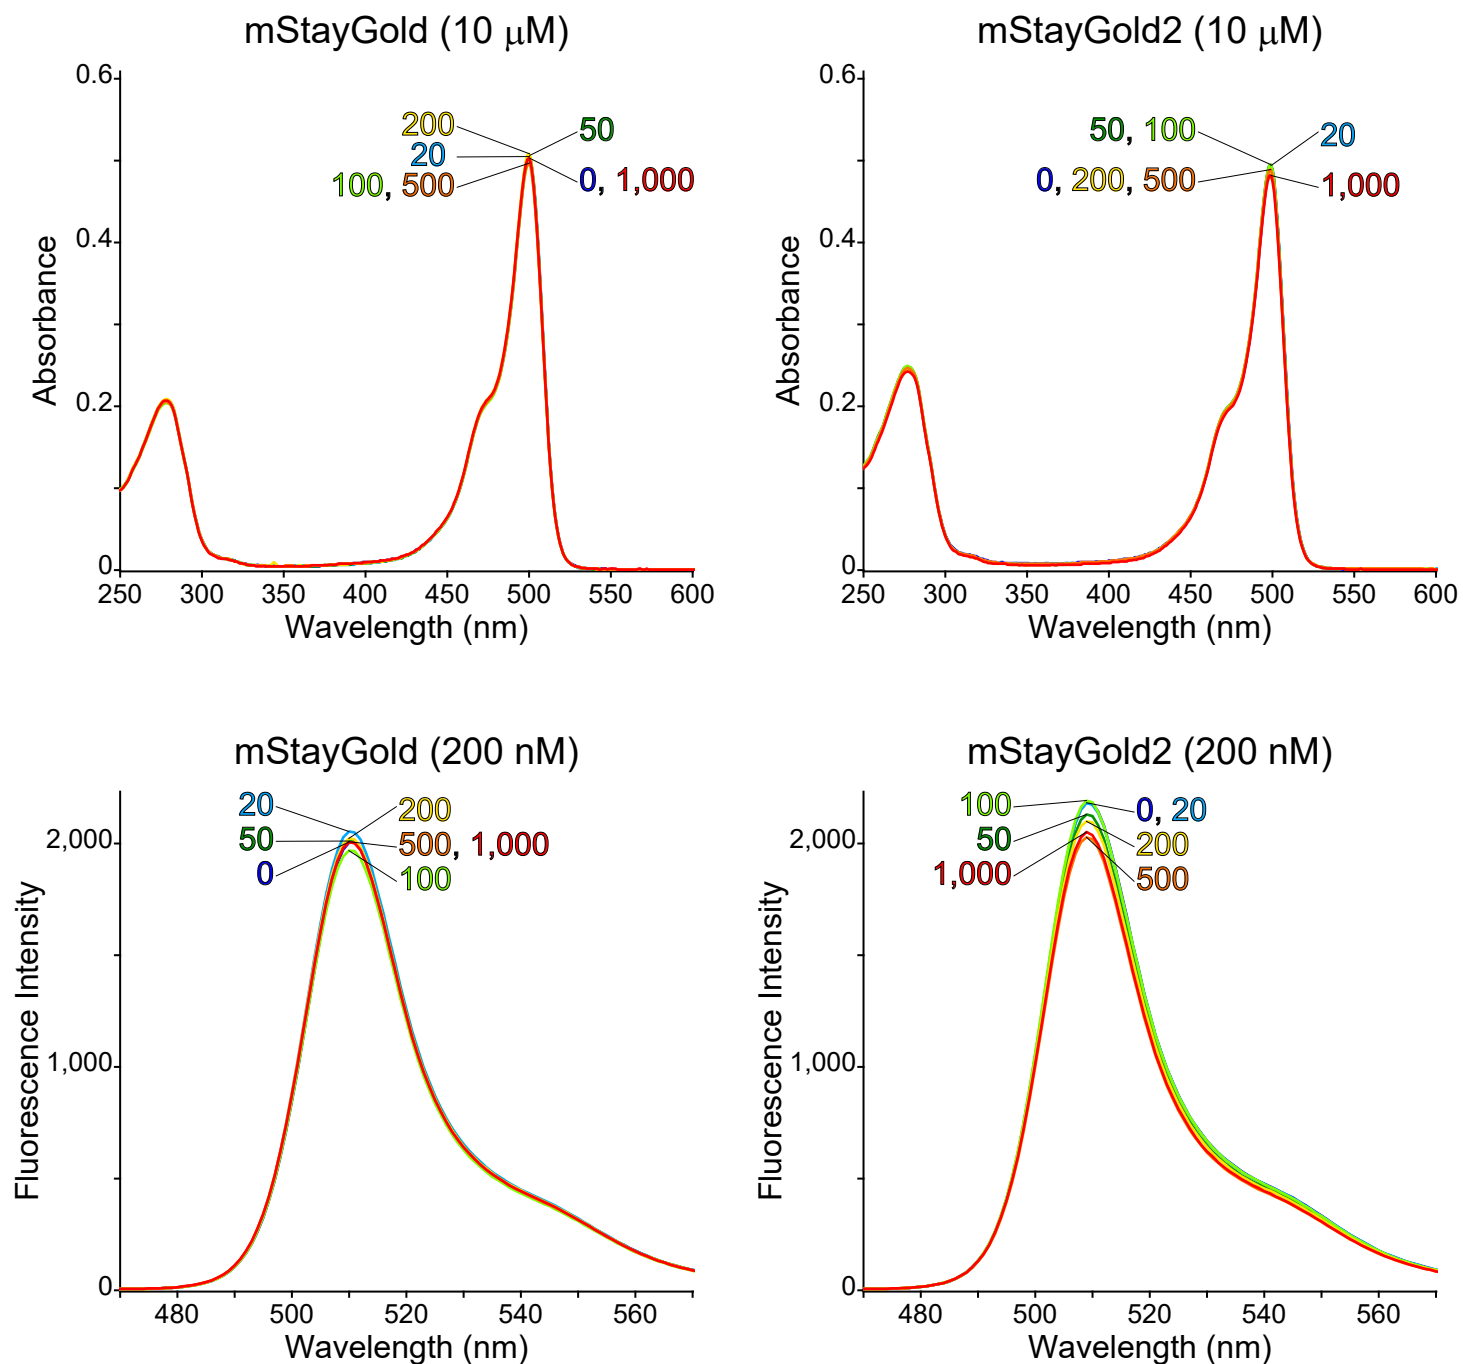 mStayGold (10 μM)
0.6
0.4
0.2
0
Absorbance
200
20
100, 500
50
0, 1,000
250 300 350 400 450 500 550 600
Wavelength (nm)
mStayGold2 (10 μM)
0.6
0.4
0.2
0
Absorbance
50, 100
0, 200, 500
20
1,000
250 300 350 400 450 500 550 600
Wavelength (nm)
mStayGold (200 nM)
2,000
1,000
0
Fluorescence Intensity
20
50
0
200
500, 1,000
100
480 500 520 540 560
Wavelength (nm)
mStayGold2 (200 nM)
2,000
1,000
0
Fluorescence Intensity
100
50
1,000
0, 20
200
500
480 500 520 540 560
Wavelength (nm)